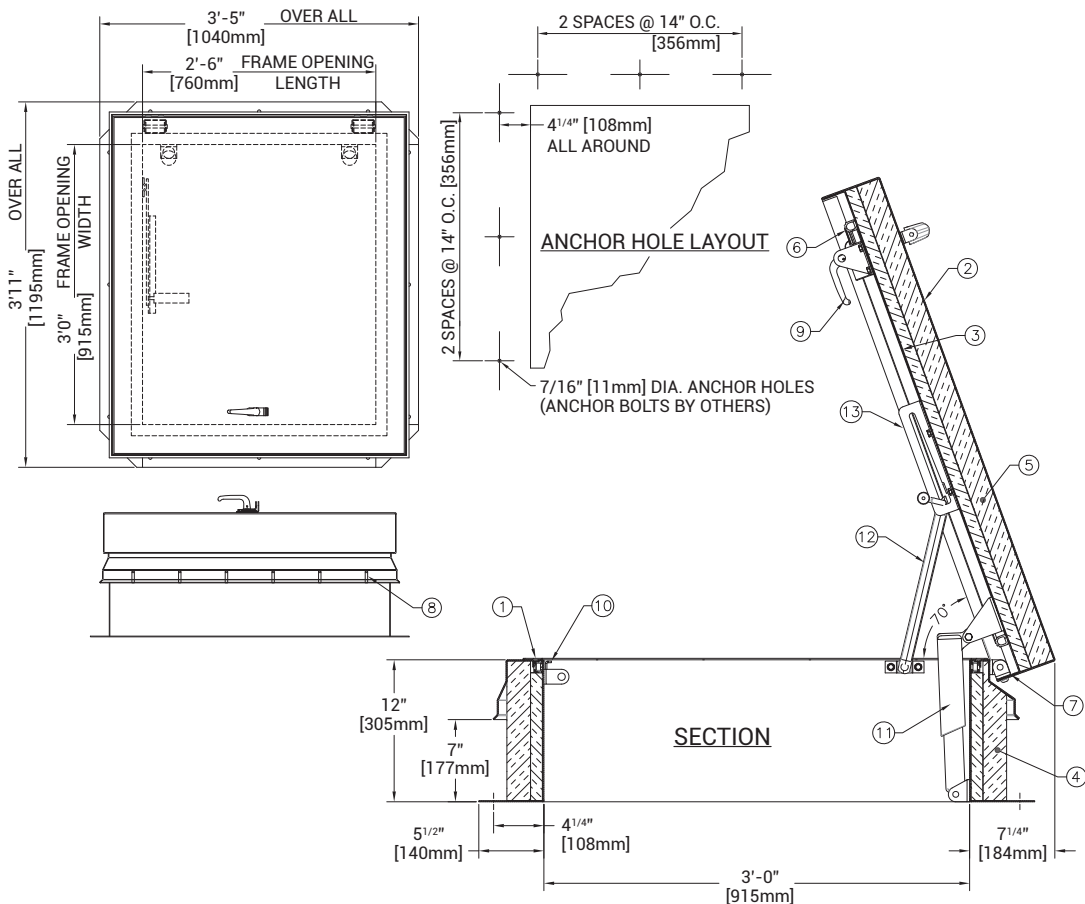 3'-5" OVER ALL
[1040mm]
2'-6" FRAME OPENING
[760mm] LENGTH
3'11" OVER ALL
[1195mm]
3'0" FRAME OPENING
WIDTH
[915mm]
2 SPACES @ 14" O.C.
[356mm]
2 SPACES @ 14" O.C. [356mm]
4 1/4" [108mm]
ALL AROUND
ANCHOR HOLE LAYOUT
7/16" [11mm] DIA. ANCHOR HOLES
(ANCHOR BOLTS BY OTHERS)
6
2
9
3
13
5
12
8
1
10
70°
7
11
4
12"
[305mm]
7"
[177mm]
SECTION
5 1/2"
[140mm]
4 1/4"
[108mm]
7 1/4"
[184mm]
3'-0"
[915mm]